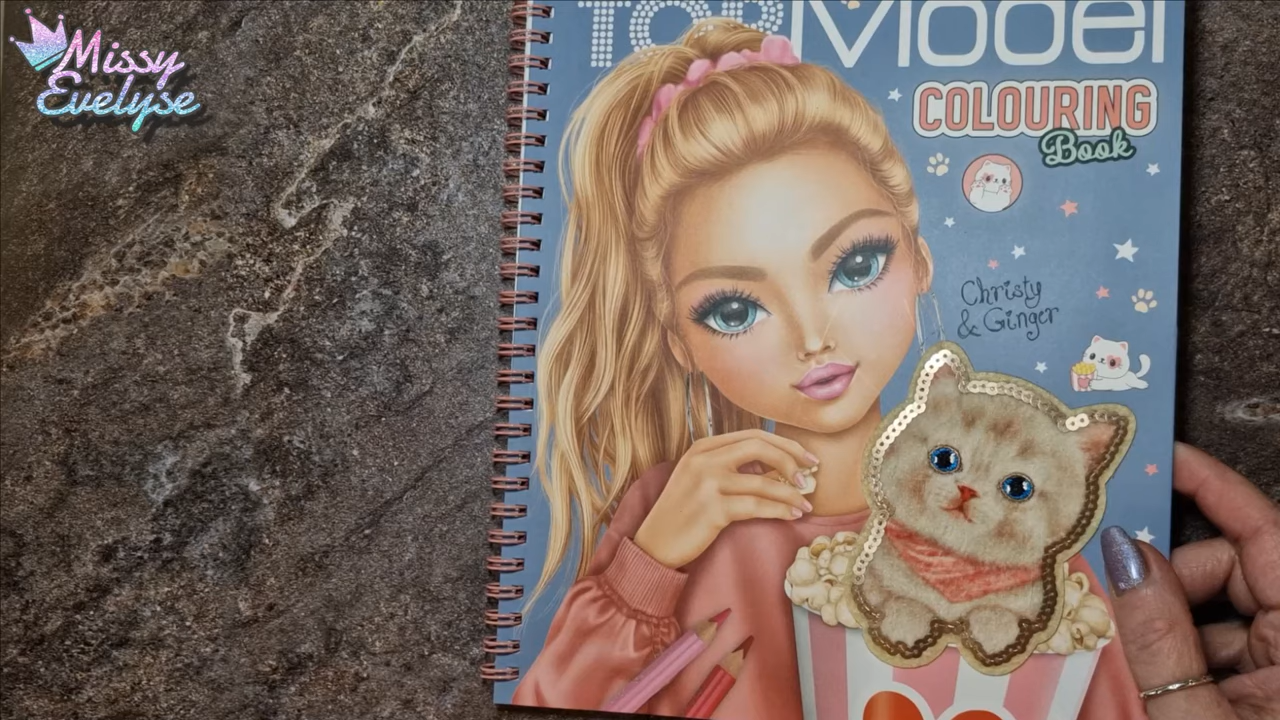 Missy
Evelyse
TOPModel
COLOURING
Book
Christy
& Ginger